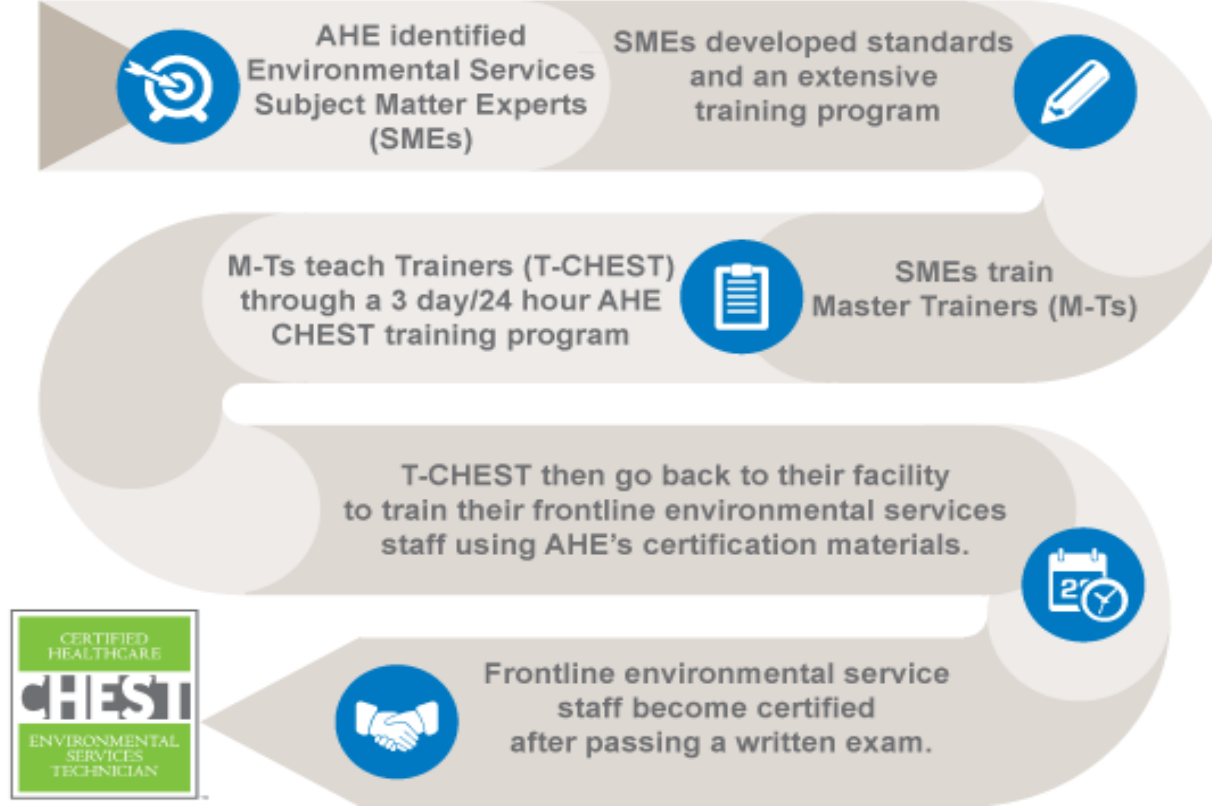 AHE identified
Environmental Services
Subject Matter Experts
(SMEs)
SMEs developed standards
and an extensive
training program
SMEs train
Master Trainers (M-Ts)
M-Ts teach Trainers (T-CHEST)
through a 3 day/24 hour AHE
CHEST training program
T-CHEST then go back to their facility
to train their frontline environmental services
staff using AHE’s certification materials.
Frontline environmental service
staff become certified
after passing a written exam.
CERTIFIED
HEALTHCARE
CHEST
ENVIRONMENTAL
SERVICES
TECHNICIAN